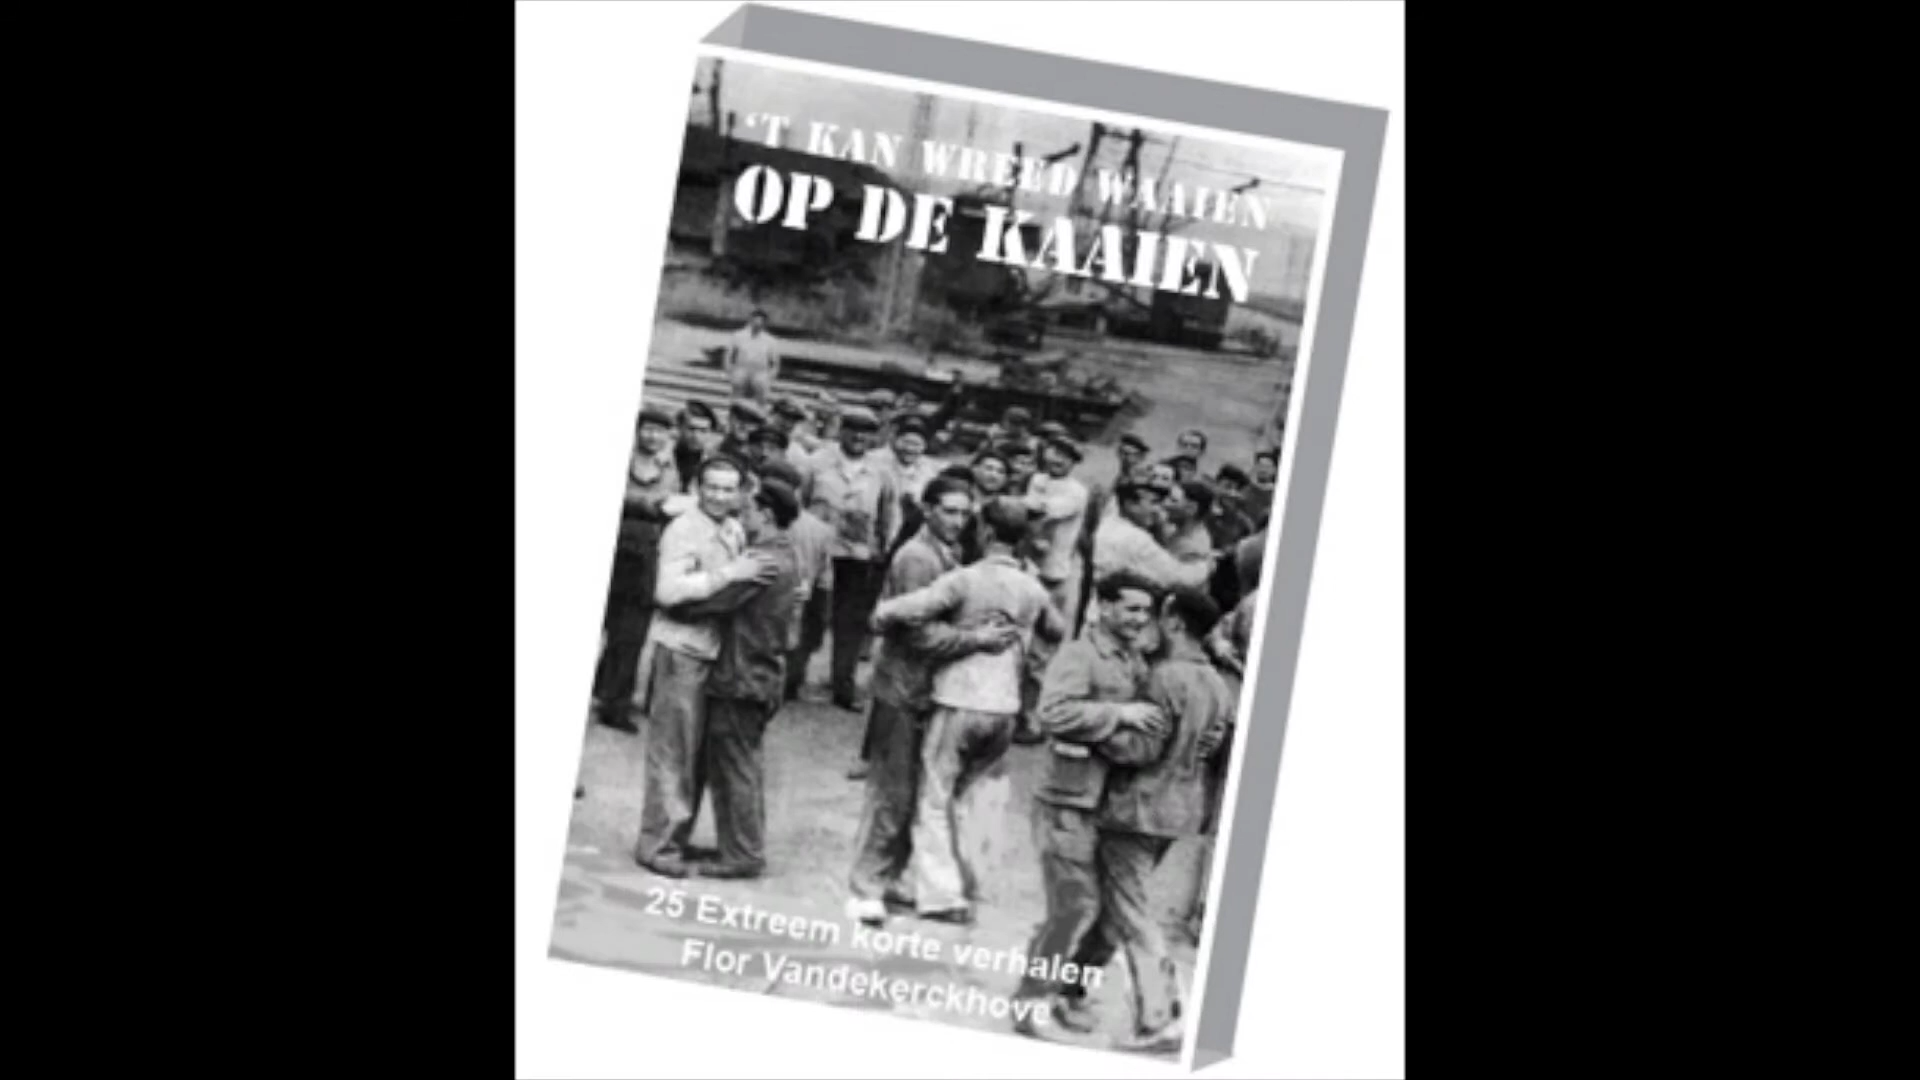 ‘T KAN WREED WAAIEN
OP DE KAAIEN
25 Extreem korte verhalen
Flor Vandekerckhove